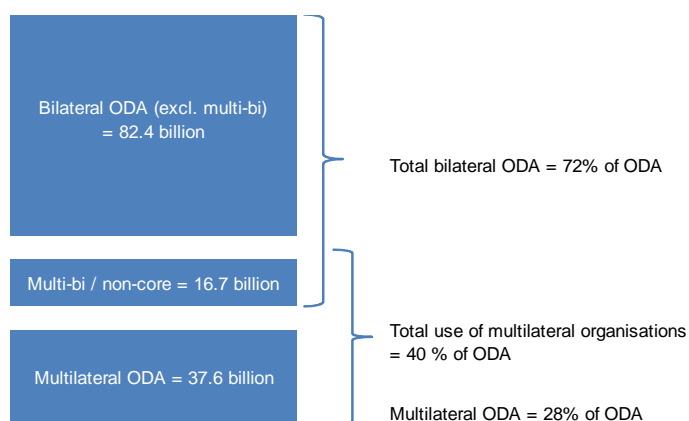 Bilateral ODA (excl. multi-bi)
= 82.4 billion
Total bilateral ODA = 72% of ODA
Multi-bi / non-core = 16.7 billion
Total use of multilateral organisations
= 40 % of ODA
Multilateral ODA = 37.6 billion
Multilateral ODA = 28% of ODA